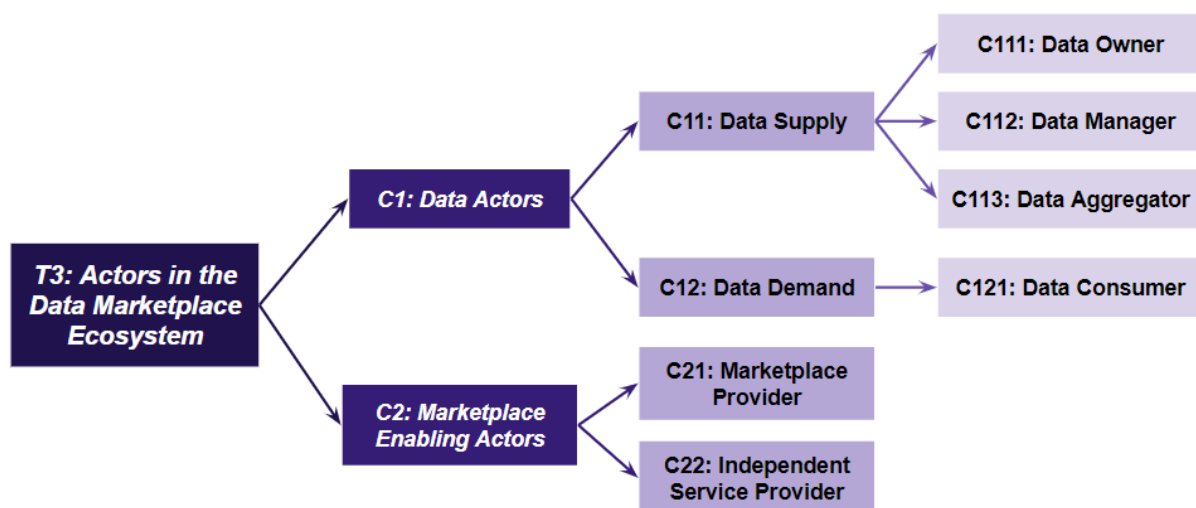 T3: Actors in the
Data Marketplace
Ecosystem
C1: Data Actors
C2: Marketplace
Enabling Actors
C11: Data Supply
C12: Data Demand
C21: Marketplace
Provider
C22: Independent
Service Provider
C111: Data Owner
C112: Data Manager
C113: Data Aggregator
C121: Data Consumer